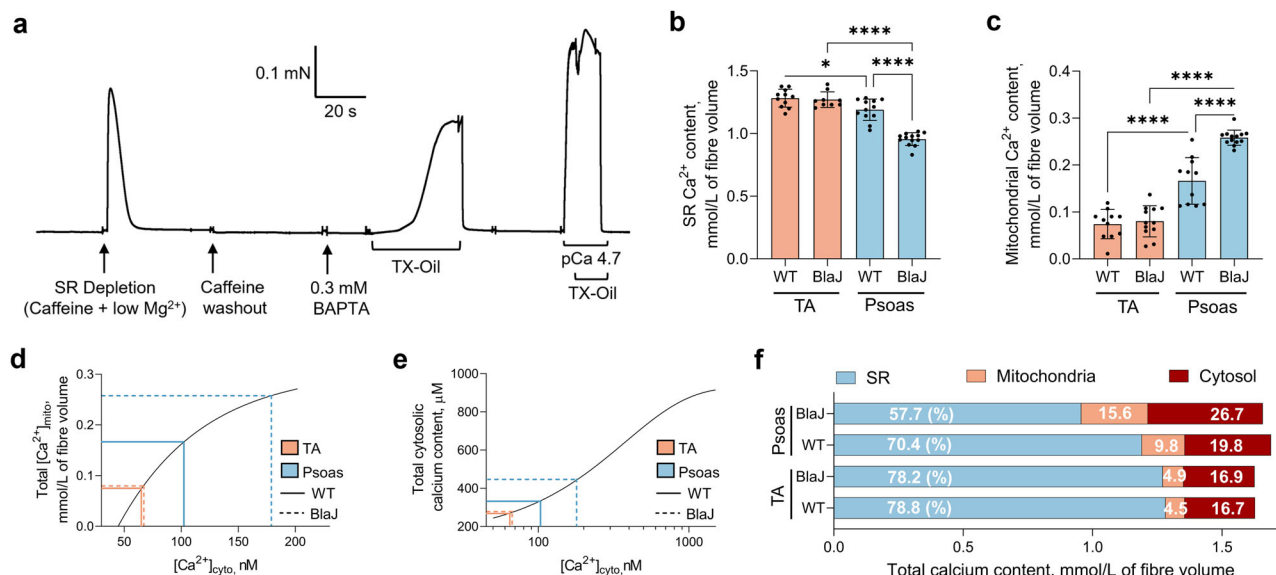 a
0.1 mN
20 s
SR Depletion
(Caffeine + low Mg²⁺)
Caffeine
washout
0.3 mM
BAPTA
TX-Oil
pCa 4.7
TX-Oil
b
SR Ca²⁺ content,
mmol/L of fibre volume
1.5
1.0
0.5
0.0
****
*
****
WT
BlaJ
WT
BlaJ
TA
Psoas
c
Mitochondrial Ca²⁺ content,
mmol/L of fibre volume
0.4
0.3
0.2
0.1
0.0
****
****
****
WT
BlaJ
WT
BlaJ
TA
Psoas
d
Total [Ca²⁺]mito,
mmol/L of fibre volume
0.3
0.2
0.1
0.0
50
100
150
200
[Ca²⁺]cyto, nM
TA
Psoas
WT
BlaJ
e
Total cytosolic
calcium content, µM
1000
800
600
400
200
100
1000
[Ca²⁺]cyto,nM
TA
Psoas
WT
BlaJ
f
SR
Mitochondria
Cytosol
Psoas
BlaJ
57.7 (%)
15.6
26.7
WT
70.4 (%)
9.8
19.8
TA
BlaJ
78.2 (%)
4.9
16.9
WT
78.8 (%)
4.5
16.7
0.0
0.5
1.0
1.5
Total calcium content, mmol/L of fibre volume